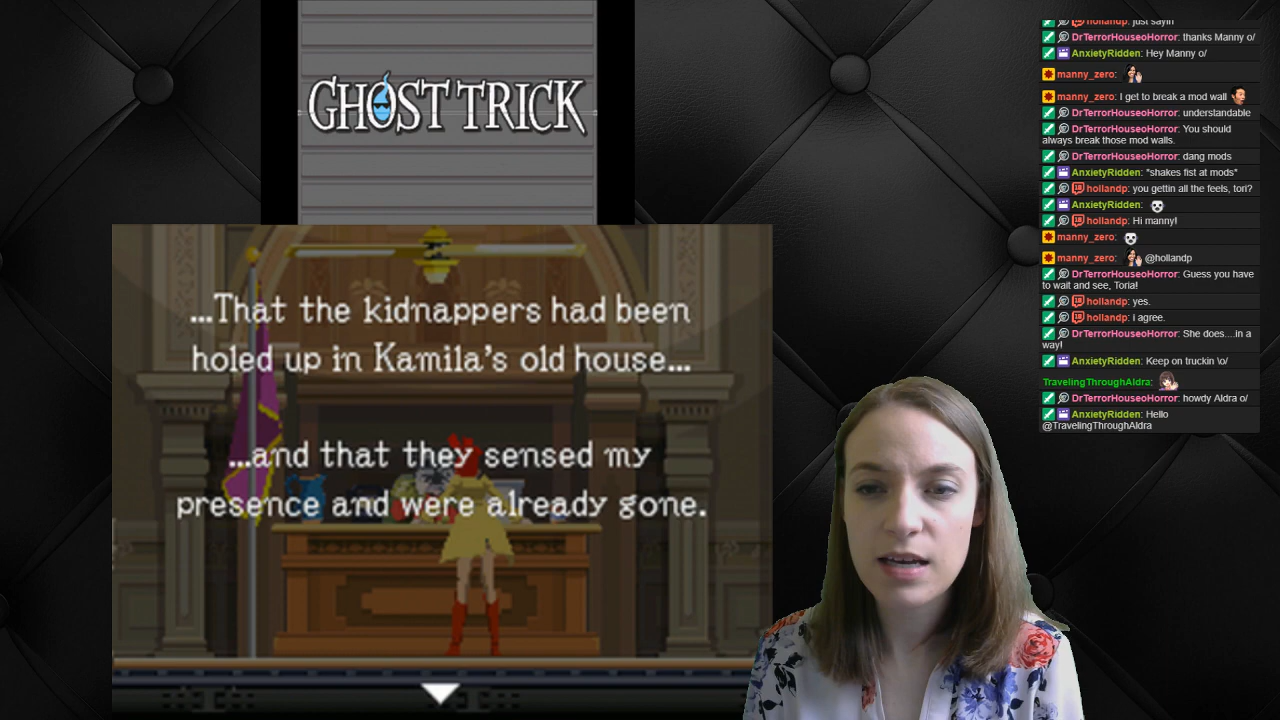 GHOST TRICK
...That the kidnappers had been
holed up in Kamila's old house...
...and that they sensed my
presence and were already gone.
hollandp: just sayin
DrTerrorHouseoHorror: thanks Manny o/
AnxietyRidden: Hey Manny o/
manny_zero:
manny_zero: I get to break a mod wall
DrTerrorHouseoHorror: understandable
DrTerrorHouseoHorror: You should
always break those mod walls.
DrTerrorHouseoHorror: dang mods
AnxietyRidden: *shakes fist at mods*
hollandp: you gettin all the feels, tori?
AnxietyRidden:
hollandp: Hi manny!
manny_zero:
manny_zero: @hollandp
DrTerrorHouseoHorror: Guess you have
to wait and see, Toria!
hollandp: yes.
hollandp: I agree.
DrTerrorHouseoHorror: She does....in a
way!
AnxietyRidden: Keep on truckin \o/
TravelingThroughAldra:
DrTerrorHouseoHorror: howdy Aldra o/
AnxietyRidden: Hello
@TravelingThroughAldra